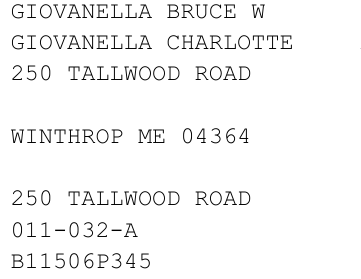 GIOVANELLA BRUCE W
GIOVANELLA CHARLOTTE
250 TALLWOOD ROAD
WINTHROP ME 04364
250 TALLWOOD ROAD
011-032-A
B11506P345